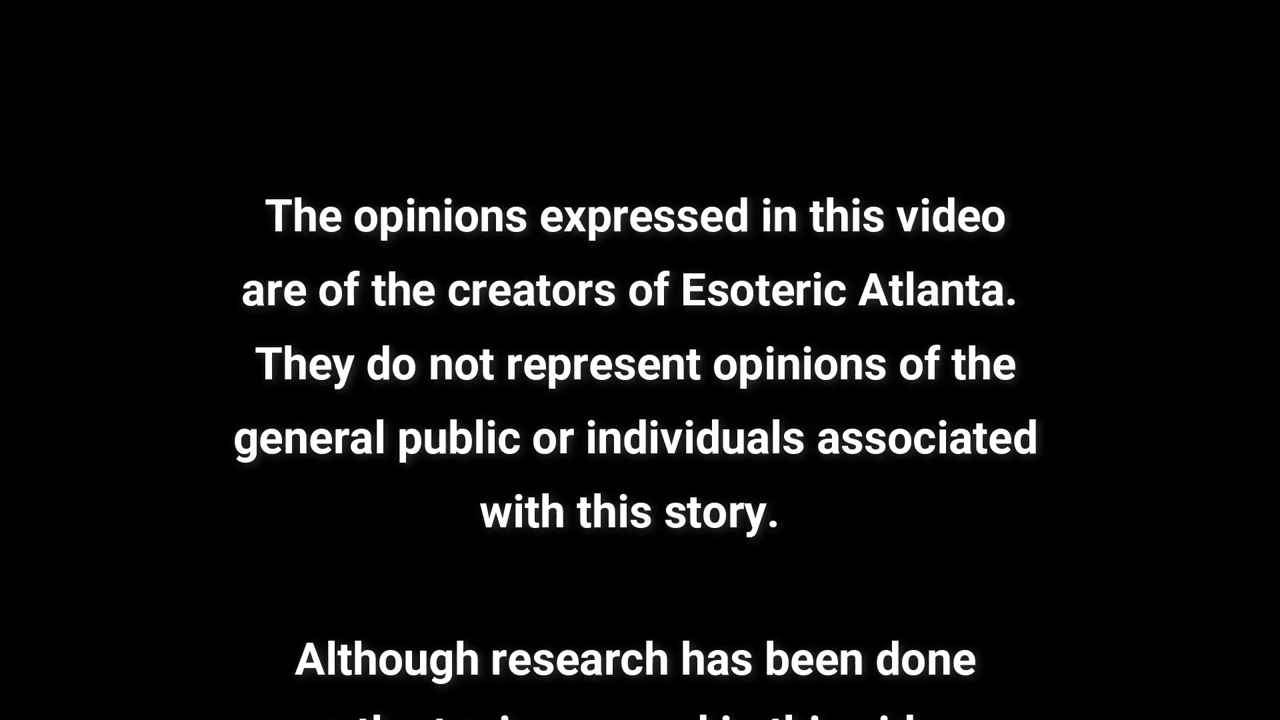 The opinions expressed in this video
are of the creators of Esoteric Atlanta.
They do not represent opinions of the
general public or individuals associated
with this story.
Although research has been done